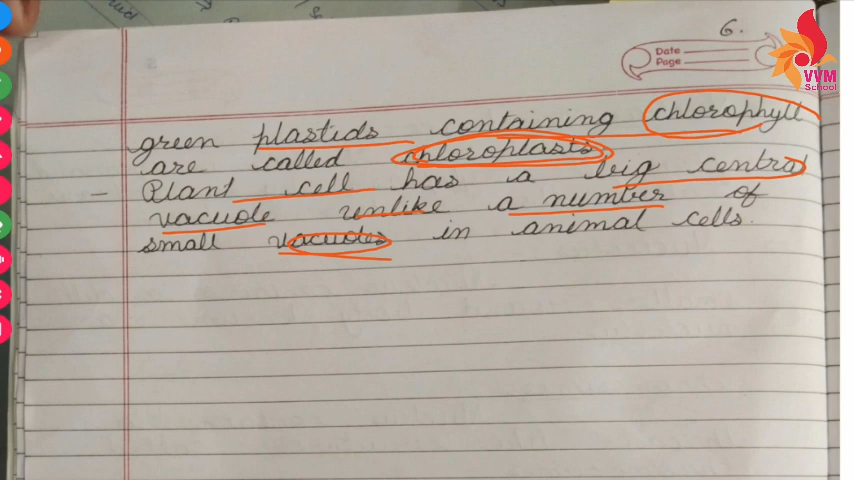 6.
Date
Page
VVM
School
green plastids containing chlorophyll
are called chloroplasts
- Plant cell has a big central
vacuole unlike a number of
small vacuoles in animal cells.